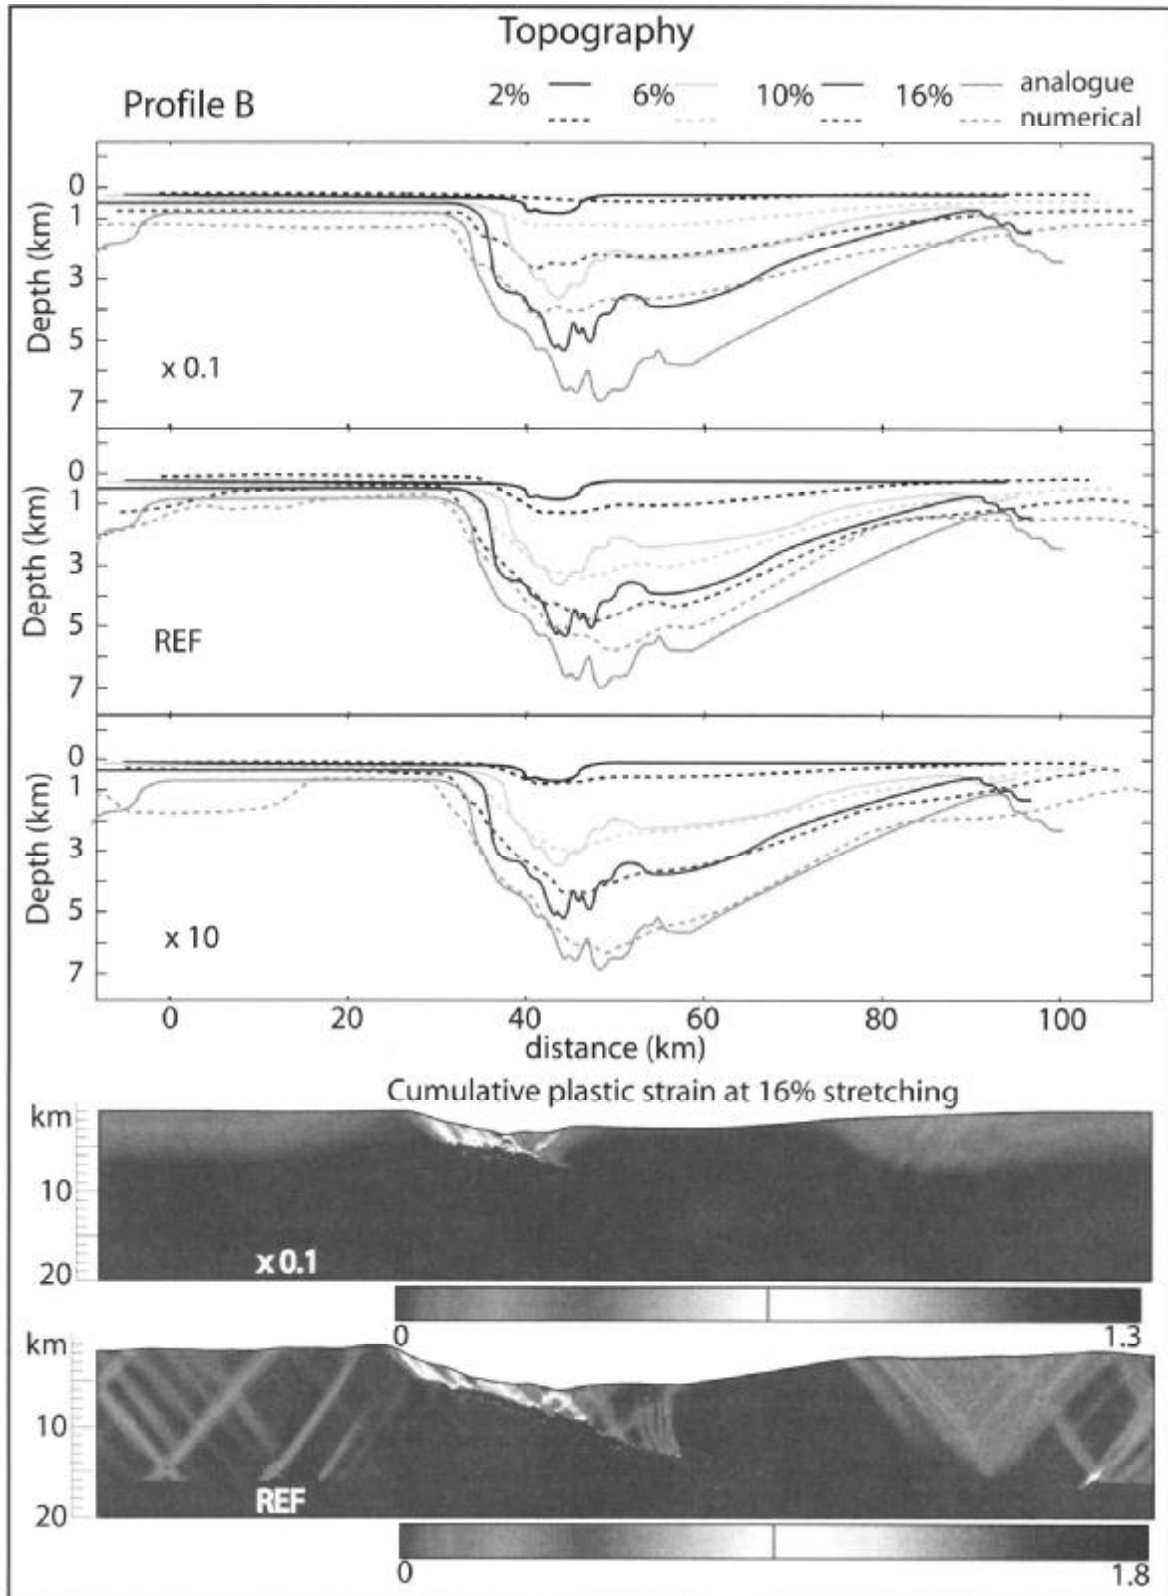 Topography
Profile B
2% 6% 10% 16% analogue
numerical
0
1
3
5
7
Depth (km)
x 0.1
0
1
3
5
7
Depth (km)
REF
0
1
3
5
7
Depth (km)
x 10
0 20 40 60 80 100
distance (km)
Cumulative plastic strain at 16% stretching
km
10
20
x 0.1
0 1.3
km
10
20
REF
0 1.8